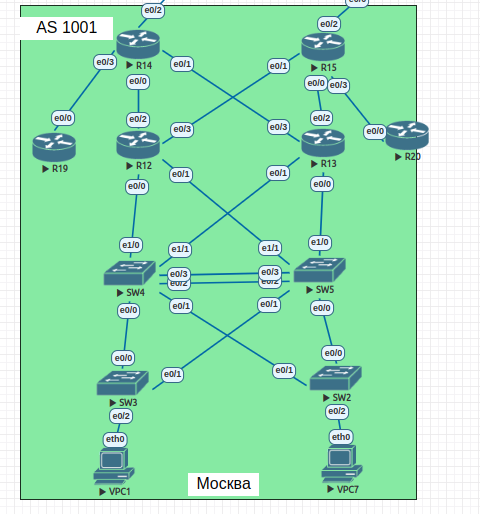 e0/2
AS 1001
e0/2
R14
R15
e0/3
e0/1
e0/1
e0/0
e0/0
e0/3
e0/0
e0/2
e0/3
e0/3
e0/2
e0/0
R19
R12
R13
R20
e0/0
e0/1
e0/1
e0/0
e1/0
e1/1
e1/1
e1/0
e0/3
e0/3
e0/2
e0/2
SW4
SW5
e0/0
e0/1
e0/1
e0/0
e0/0
e0/1
e0/1
e0/0
SW3
SW2
e0/2
e0/2
eth0
eth0
VPC1
Москва
VPC7